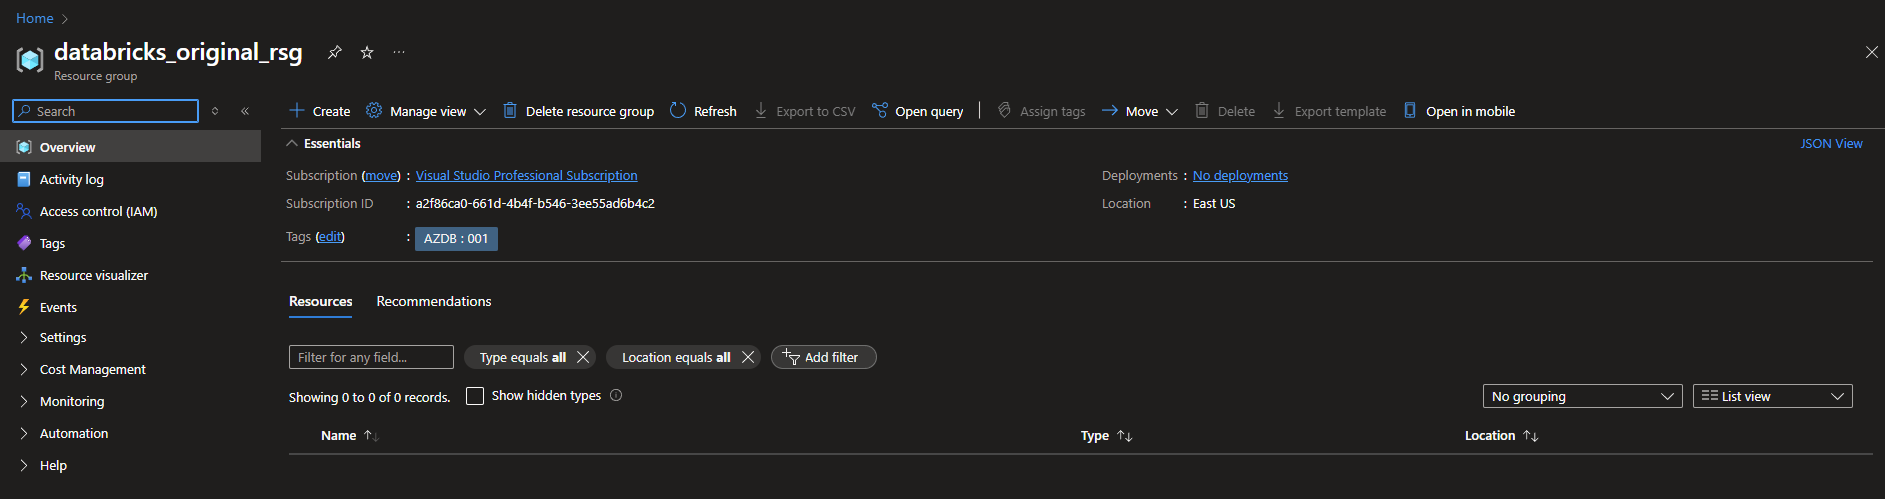 Home
databricks_original_rsg
Resource group
Search
Create
Manage view
Delete resource group
Refresh
Export to CSV
Open query
Assign tags
Move
Delete
Export template
Open in mobile
Overview
Activity log
Access control (IAM)
Tags
Resource visualizer
Events
Settings
Cost Management
Monitoring
Automation
Help
Essentials
JSON View
Subscription (move) : Visual Studio Professional Subscription
Subscription ID : a2f86ca0-661d-4b4f-b546-3ee55ad6b4c2
Tags (edit) : AZDB : 001
Deployments : No deployments
Location : East US
Resources
Recommendations
Filter for any field...
Type equals all
Location equals all
Add filter
Showing 0 to 0 of 0 records.
Show hidden types
No grouping
List view
Name
Type
Location